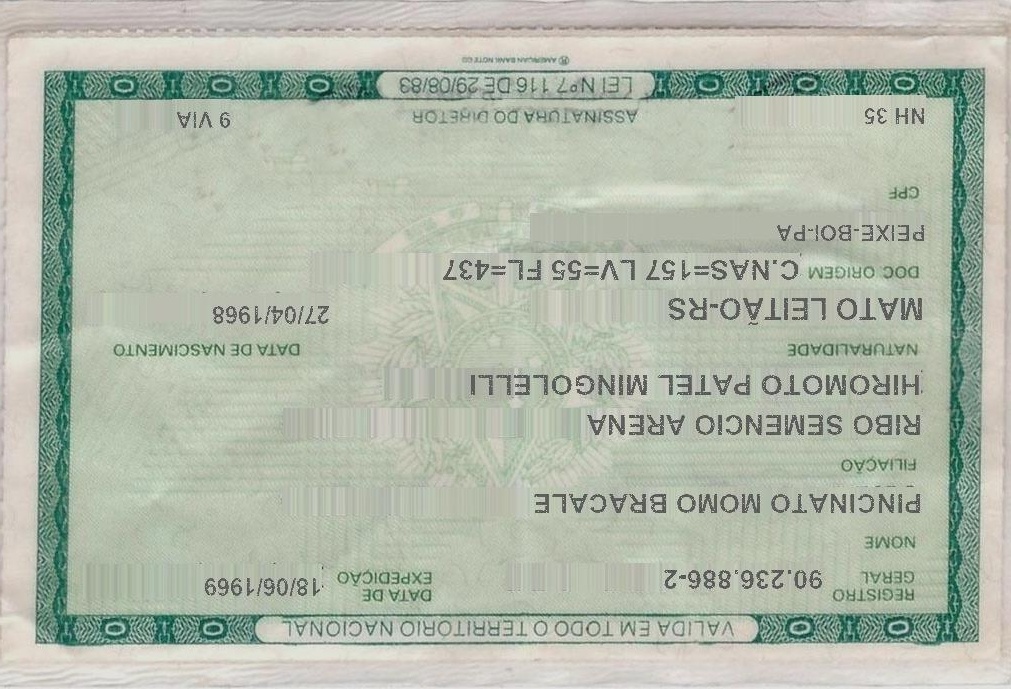 VALIDA EM TODO O TERRITORIO NACIONAL
REGISTRO GERAL 90.236.886-2 DATA DE EXPEDIÇÃO 18/06/1969
NOME
PINCINATO MOMO BRACALE
FILIAÇÃO
RIBO SEMENCIO ARENA
HIROMOTO PATEL MINGOLELLI
NATURALIDADE DATA DE NASCIMENTO
MATO LEITÃO-RS 27/04/1968
DOC ORIGEM C.NAS=157 LV=55 FL=437
PEIXE-BOI-PA
CPF
NH 35 ASSINATURA DO DIRETOR 9 VIA
LEI Nº 7.116 DE 29/08/83
AMERICAN BANK NOTE CO